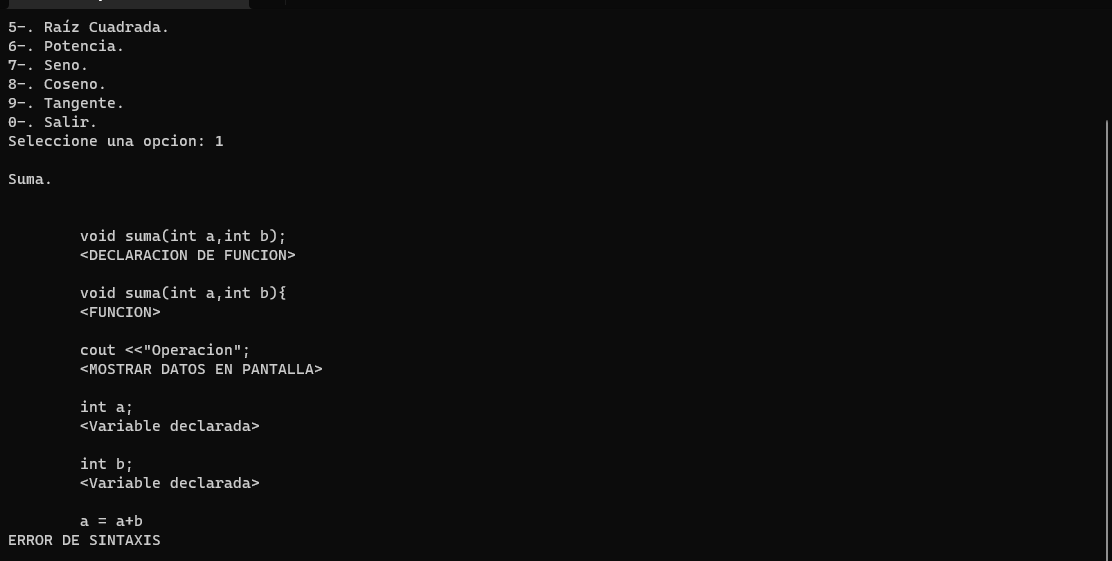 5-. Raíz Cuadrada.
6-. Potencia.
7-. Seno.
8-. Coseno.
9-. Tangente.
0-. Salir.
Seleccione una opcion: 1
Suma.
void suma(int a,int b);
<DECLARACION DE FUNCION>
void suma(int a,int b){
<FUNCION>
cout <<"Operacion";
<MOSTRAR DATOS EN PANTALLA>
int a;
<Variable declarada>
int b;
<Variable declarada>
a = a+b
ERROR DE SINTAXIS